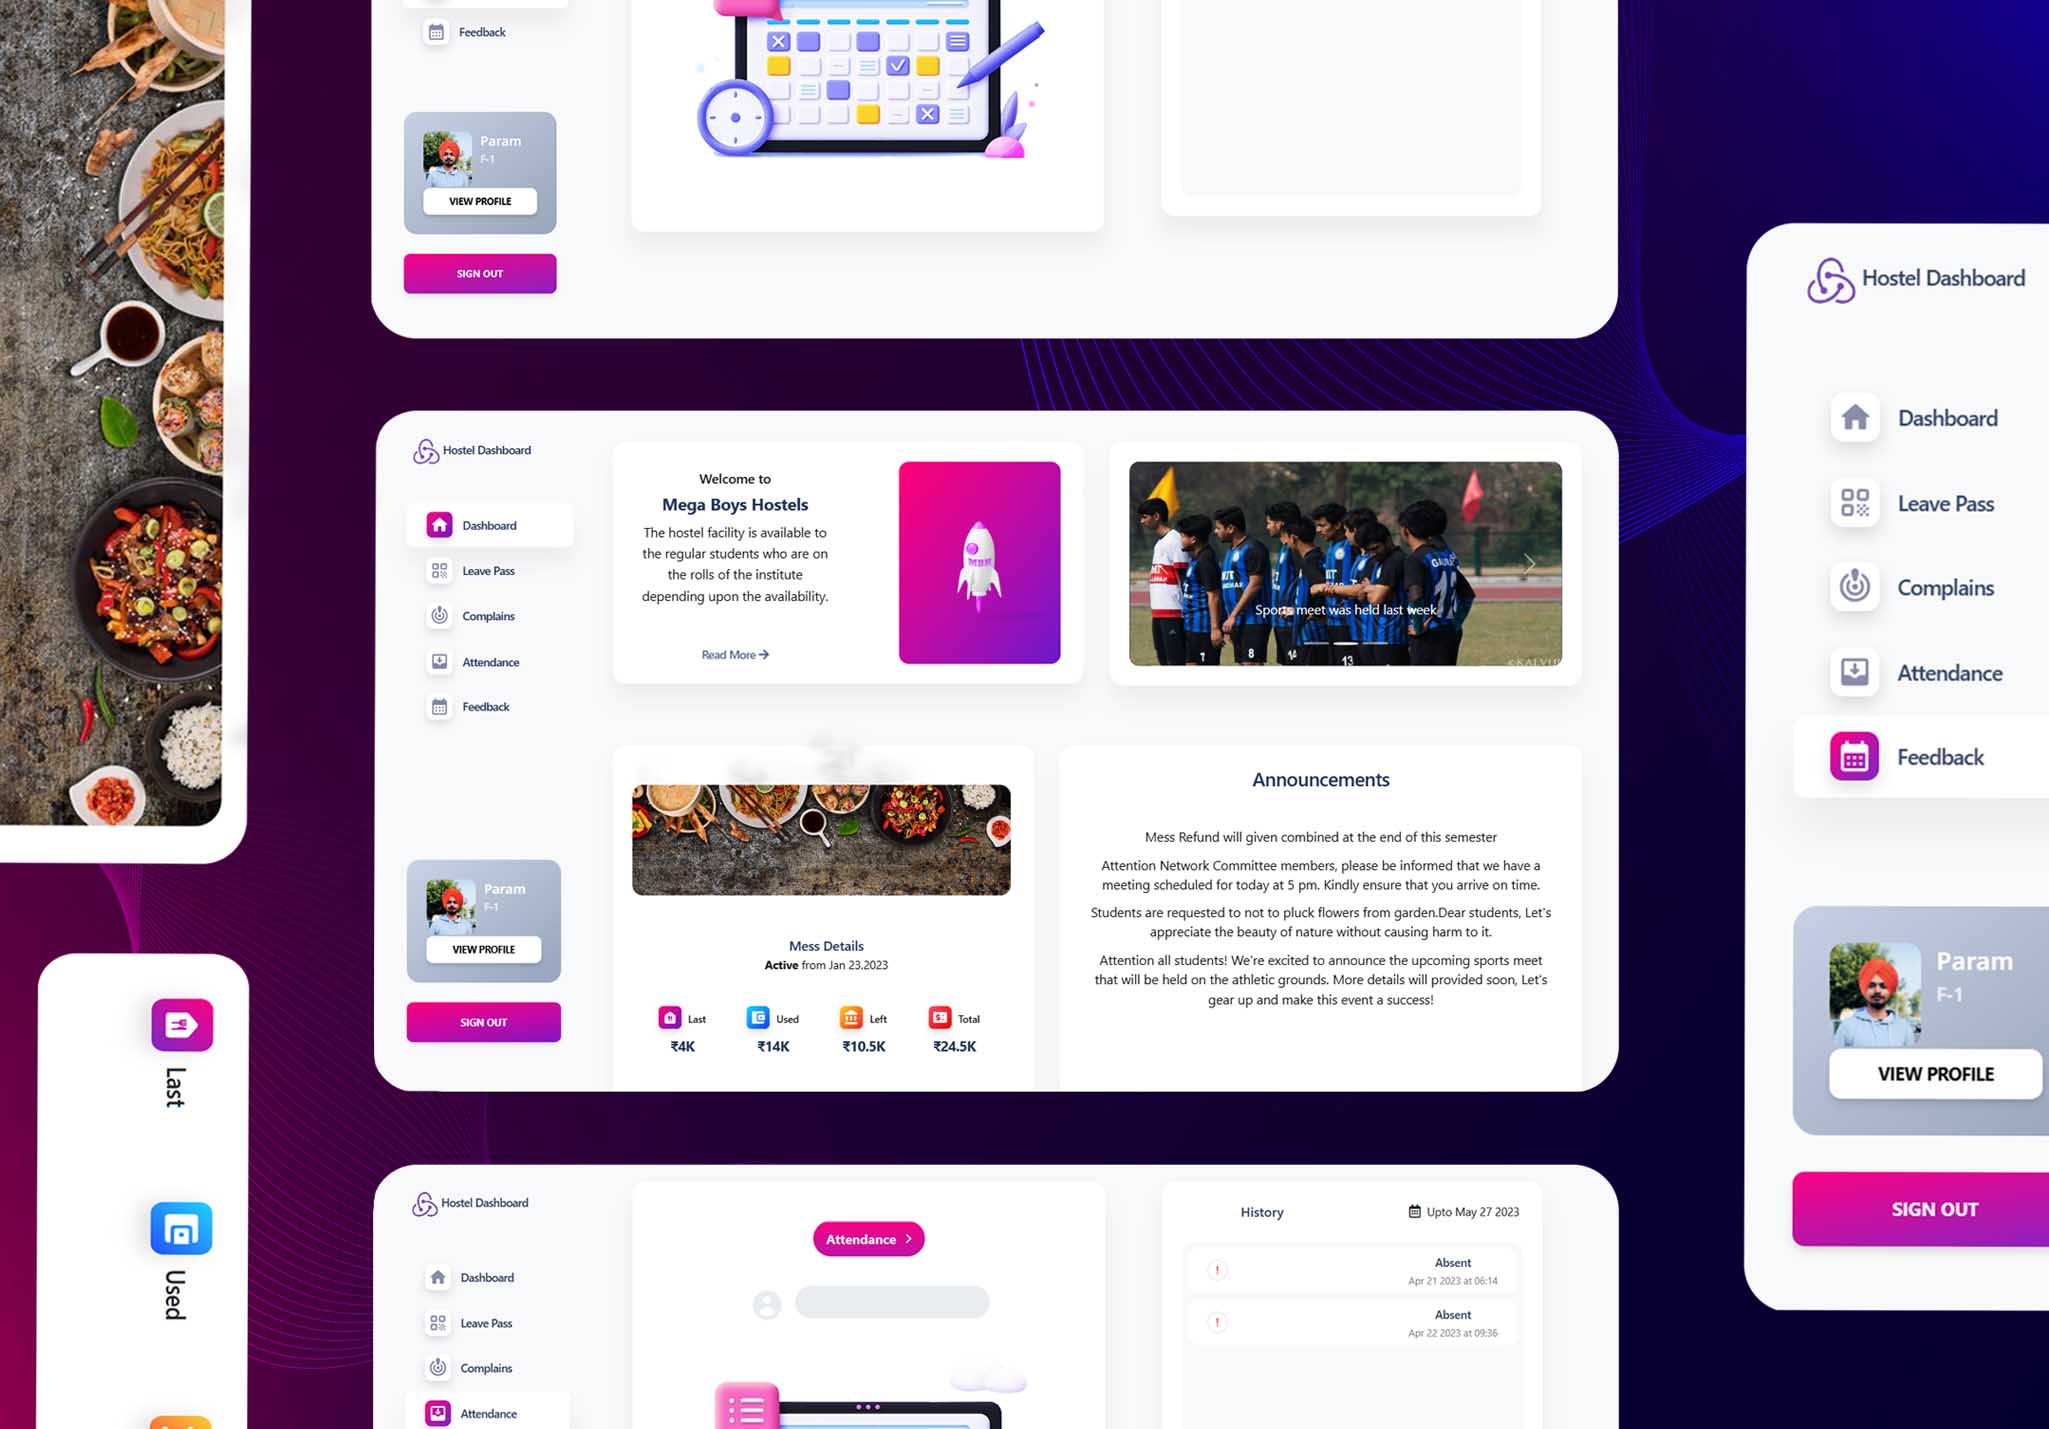 Feedback
Param
F-1
VIEW PROFILE
SIGN OUT
Hostel Dashboard
Dashboard
Leave Pass
Complains
Attendance
Feedback
Param
F-1
VIEW PROFILE
SIGN OUT
Welcome to
Mega Boys Hostels
The hostel facility is available to
the regular students who are on
the rolls of the institute
depending upon the availability.
Read More
MBH
Sports meet was held last week
1
8
14
13
Mess Details
Active from Jan 23,2023
Last
Used
Left
Total
₹4K
₹14K
₹10.5K
₹24.5K
Announcements
Mess Refund will given combined at the end of this semester
Attention Network Committee members, please be informed that we have a
meeting scheduled for today at 5 pm. Kindly ensure that you arrive on time.
Students are requested to not to pluck flowers from garden.Dear students, Let's
appreciate the beauty of nature without causing harm to it.
Attention all students! We're excited to announce the upcoming sports meet
that will be held on the athletic grounds. More details will provided soon, Let's
gear up and make this event a success!
Hostel Dashboard
Dashboard
Leave Pass
Complains
Attendance
Attendance
History
Upto May 27 2023
Absent
Apr 21 2023 at 06:14
Absent
Apr 22 2023 at 09:36
Last
Used
Hostel Dashboard
Dashboard
Leave Pass
Complains
Attendance
Feedback
Param
F-1
VIEW PROFILE
SIGN OUT